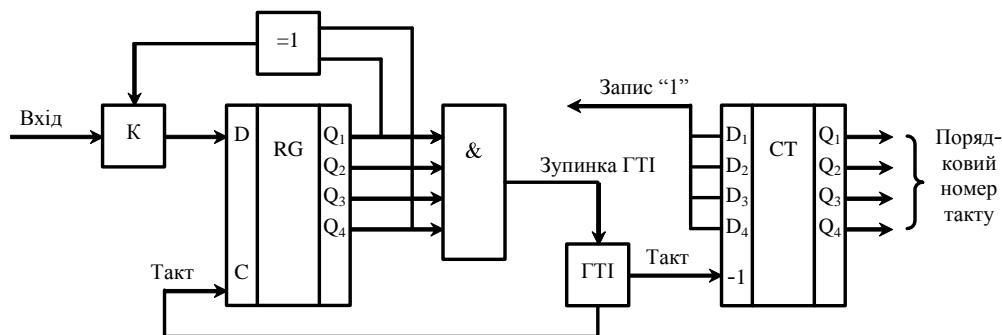 =1
Вхід
К
D
RG
Q1
Q2
Q3
Q4
C
Такт
&
Зупинка ГТІ
ГТІ
Такт
Запис “1”
D1
D2
D3
D4
-1
CT
Q1
Q2
Q3
Q4
Поряд-
ковий
номер
такту